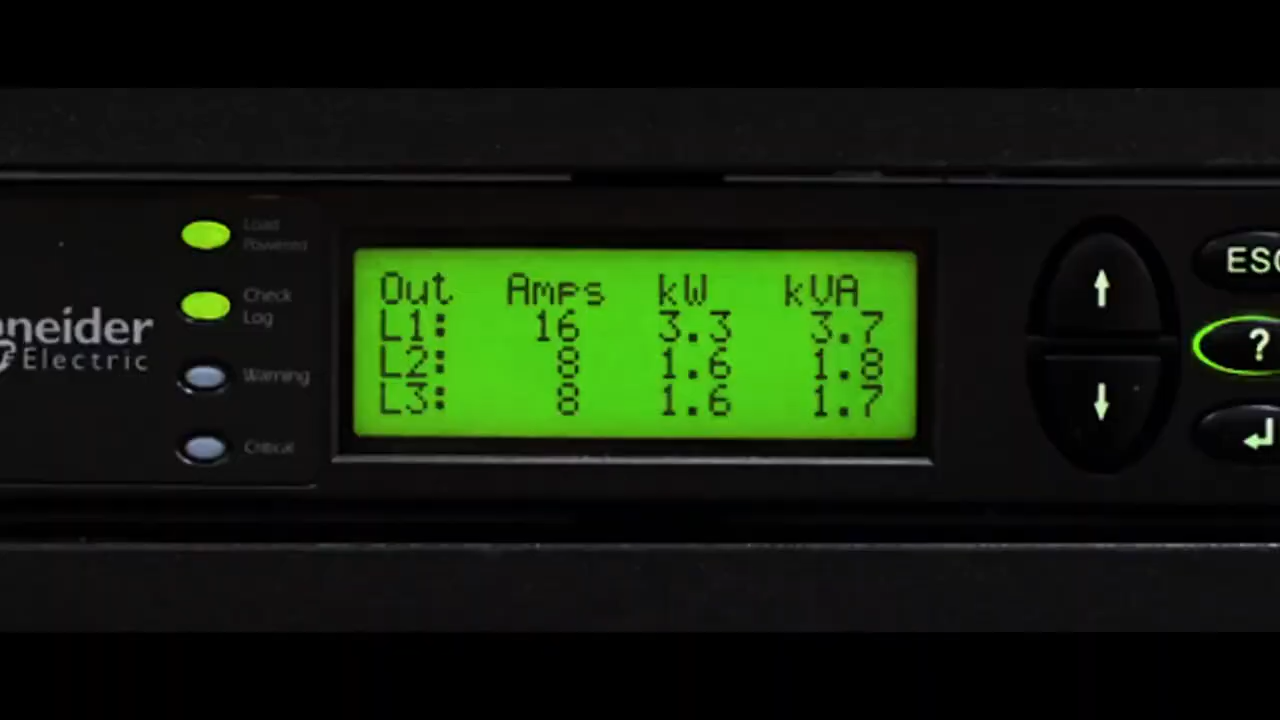 Load
Powered
Check
Log
Warning
Critical
neider
Electric
Out Amps kW kVA
L1: 16 3.3 3.7
L2: 8 1.6 1.8
L3: 8 1.6 1.7
ESC
?